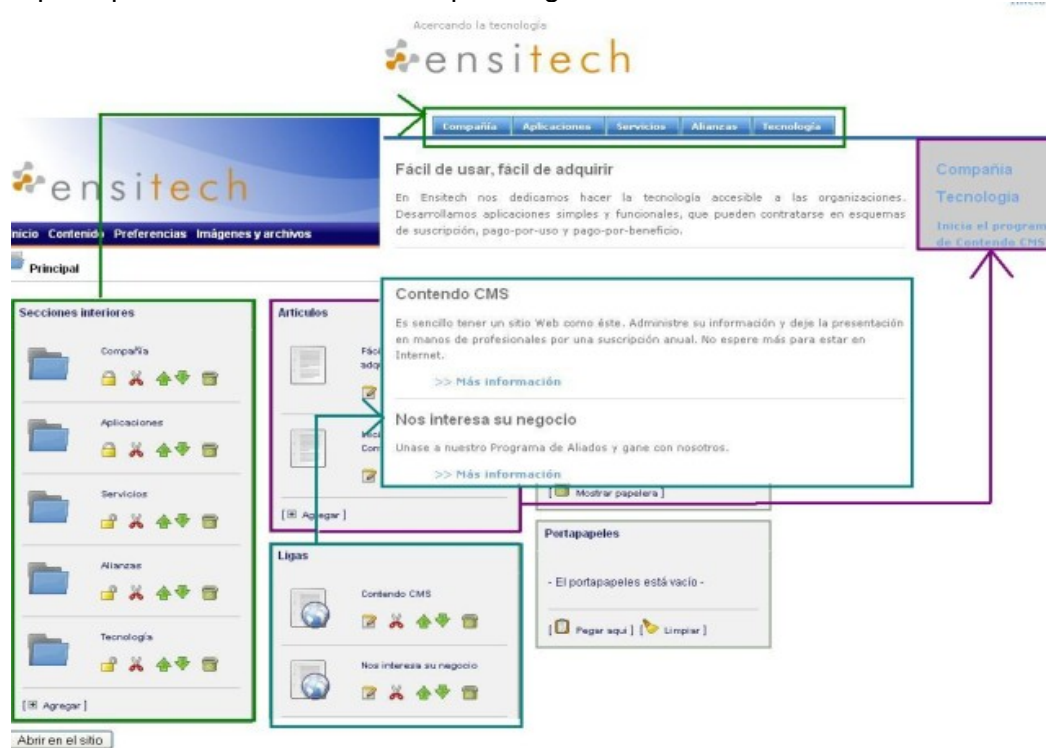 Acercando la tecnología
ensitech
Compañía Aplicaciones Servicios Alianzas Tecnología
Fácil de usar, fácil de adquirir
En Ensitech nos dedicamos hacer la tecnología accesible a las organizaciones.
Desarrollamos aplicaciones simples y funcionales, que pueden contratarse en esquemas
de suscripción, pago-por-uso y pago-por-beneficio.
Compañía
Tecnología
Inicia el program
de Contendo CMS
ensitech
nicio Contenido Preferencias Imágenes y archivos
Principal
Secciones interiores
Compañía
Aplicaciones
Servicios
Alianzas
Tecnología
[ Agregar ]
Abrir en el sitio
Artículos
Fáci
adq
Inici
Con
[ Agregar ]
Contendo CMS
Es sencillo tener un sitio Web como éste. Administre su información y deje la presentación
en manos de profesionales por una suscripción anual. No espere más para estar en
Internet.
>> Más información
Nos interesa su negocio
Unase a nuestro Programa de Aliados y gane con nosotros.
>> Más información
Ligas
Contendo CMS
Nos interesa su negocio
[ Mostrar papelera ]
Portapapeles
- El portapapeles está vacío -
[ Pegar aquí ] [ Limpiar ]